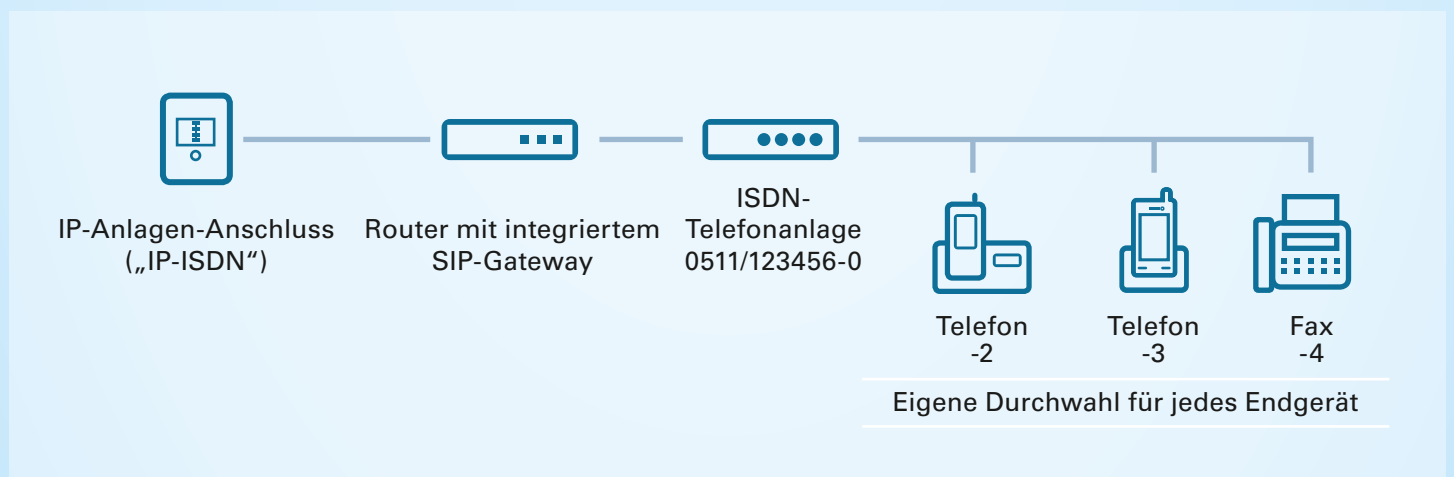 IP-Anlagen-Anschluss
(„IP-ISDN“)
Router mit integriertem
SIP-Gateway
ISDN-
Telefonanlage
0511/123456-0
Telefon
-2
Telefon
-3
Fax
-4
Eigene Durchwahl für jedes Endgerät